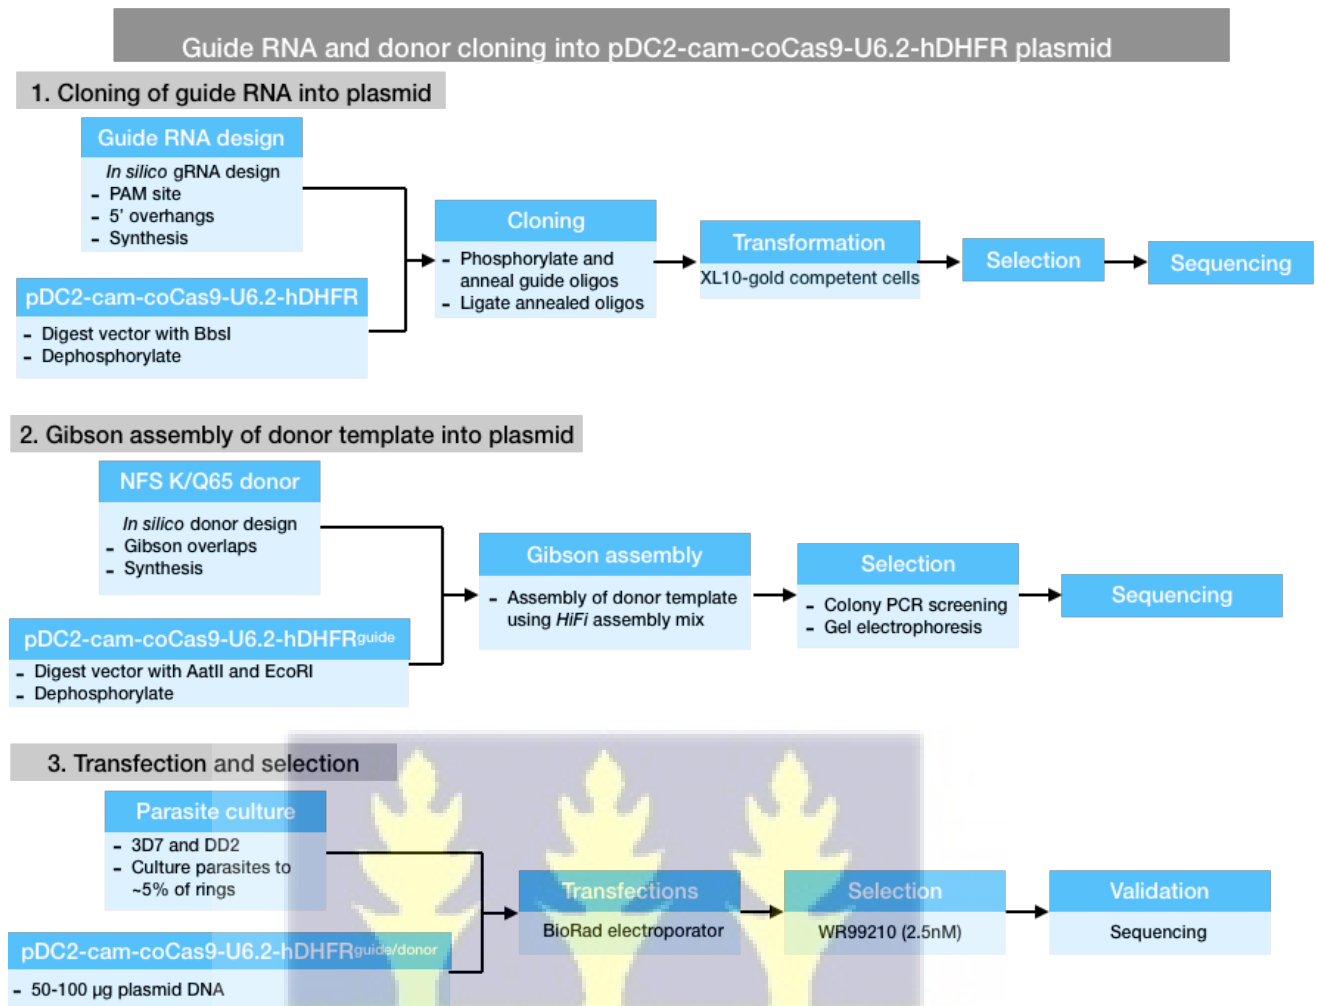 Guide RNA and donor cloning into pDC2-cam-coCas9-U6.2-hDHFR plasmid
1. Cloning of guide RNA into plasmid
Guide RNA design
In silico gRNA design
- PAM site
- 5’ overhangs
- Synthesis
pDC2-cam-coCas9-U6.2-hDHFR
- Digest vector with BbsI
- Dephosphorylate
Cloning
- Phosphorylate and
anneal guide oligos
- Ligate annealed oligos
Transformation
XL10-gold competent cells
Selection
Sequencing
2. Gibson assembly of donor template into plasmid
NFS K/Q65 donor
In silico donor design
- Gibson overlaps
- Synthesis
pDC2-cam-coCas9-U6.2-hDHFRguide
- Digest vector with AatII and EcoRI
- Dephosphorylate
Gibson assembly
- Assembly of donor template
using HiFi assembly mix
Selection
- Colony PCR screening
- Gel electrophoresis
Sequencing
3. Transfection and selection
Parasite culture
- 3D7 and DD2
- Culture parasites to
~5% of rings
pDC2-cam-coCas9-U6.2-hDHFRguide/donor
- 50-100 µg plasmid DNA
Transfections
BioRad electroporator
Selection
WR99210 (2.5nM)
Validation
Sequencing